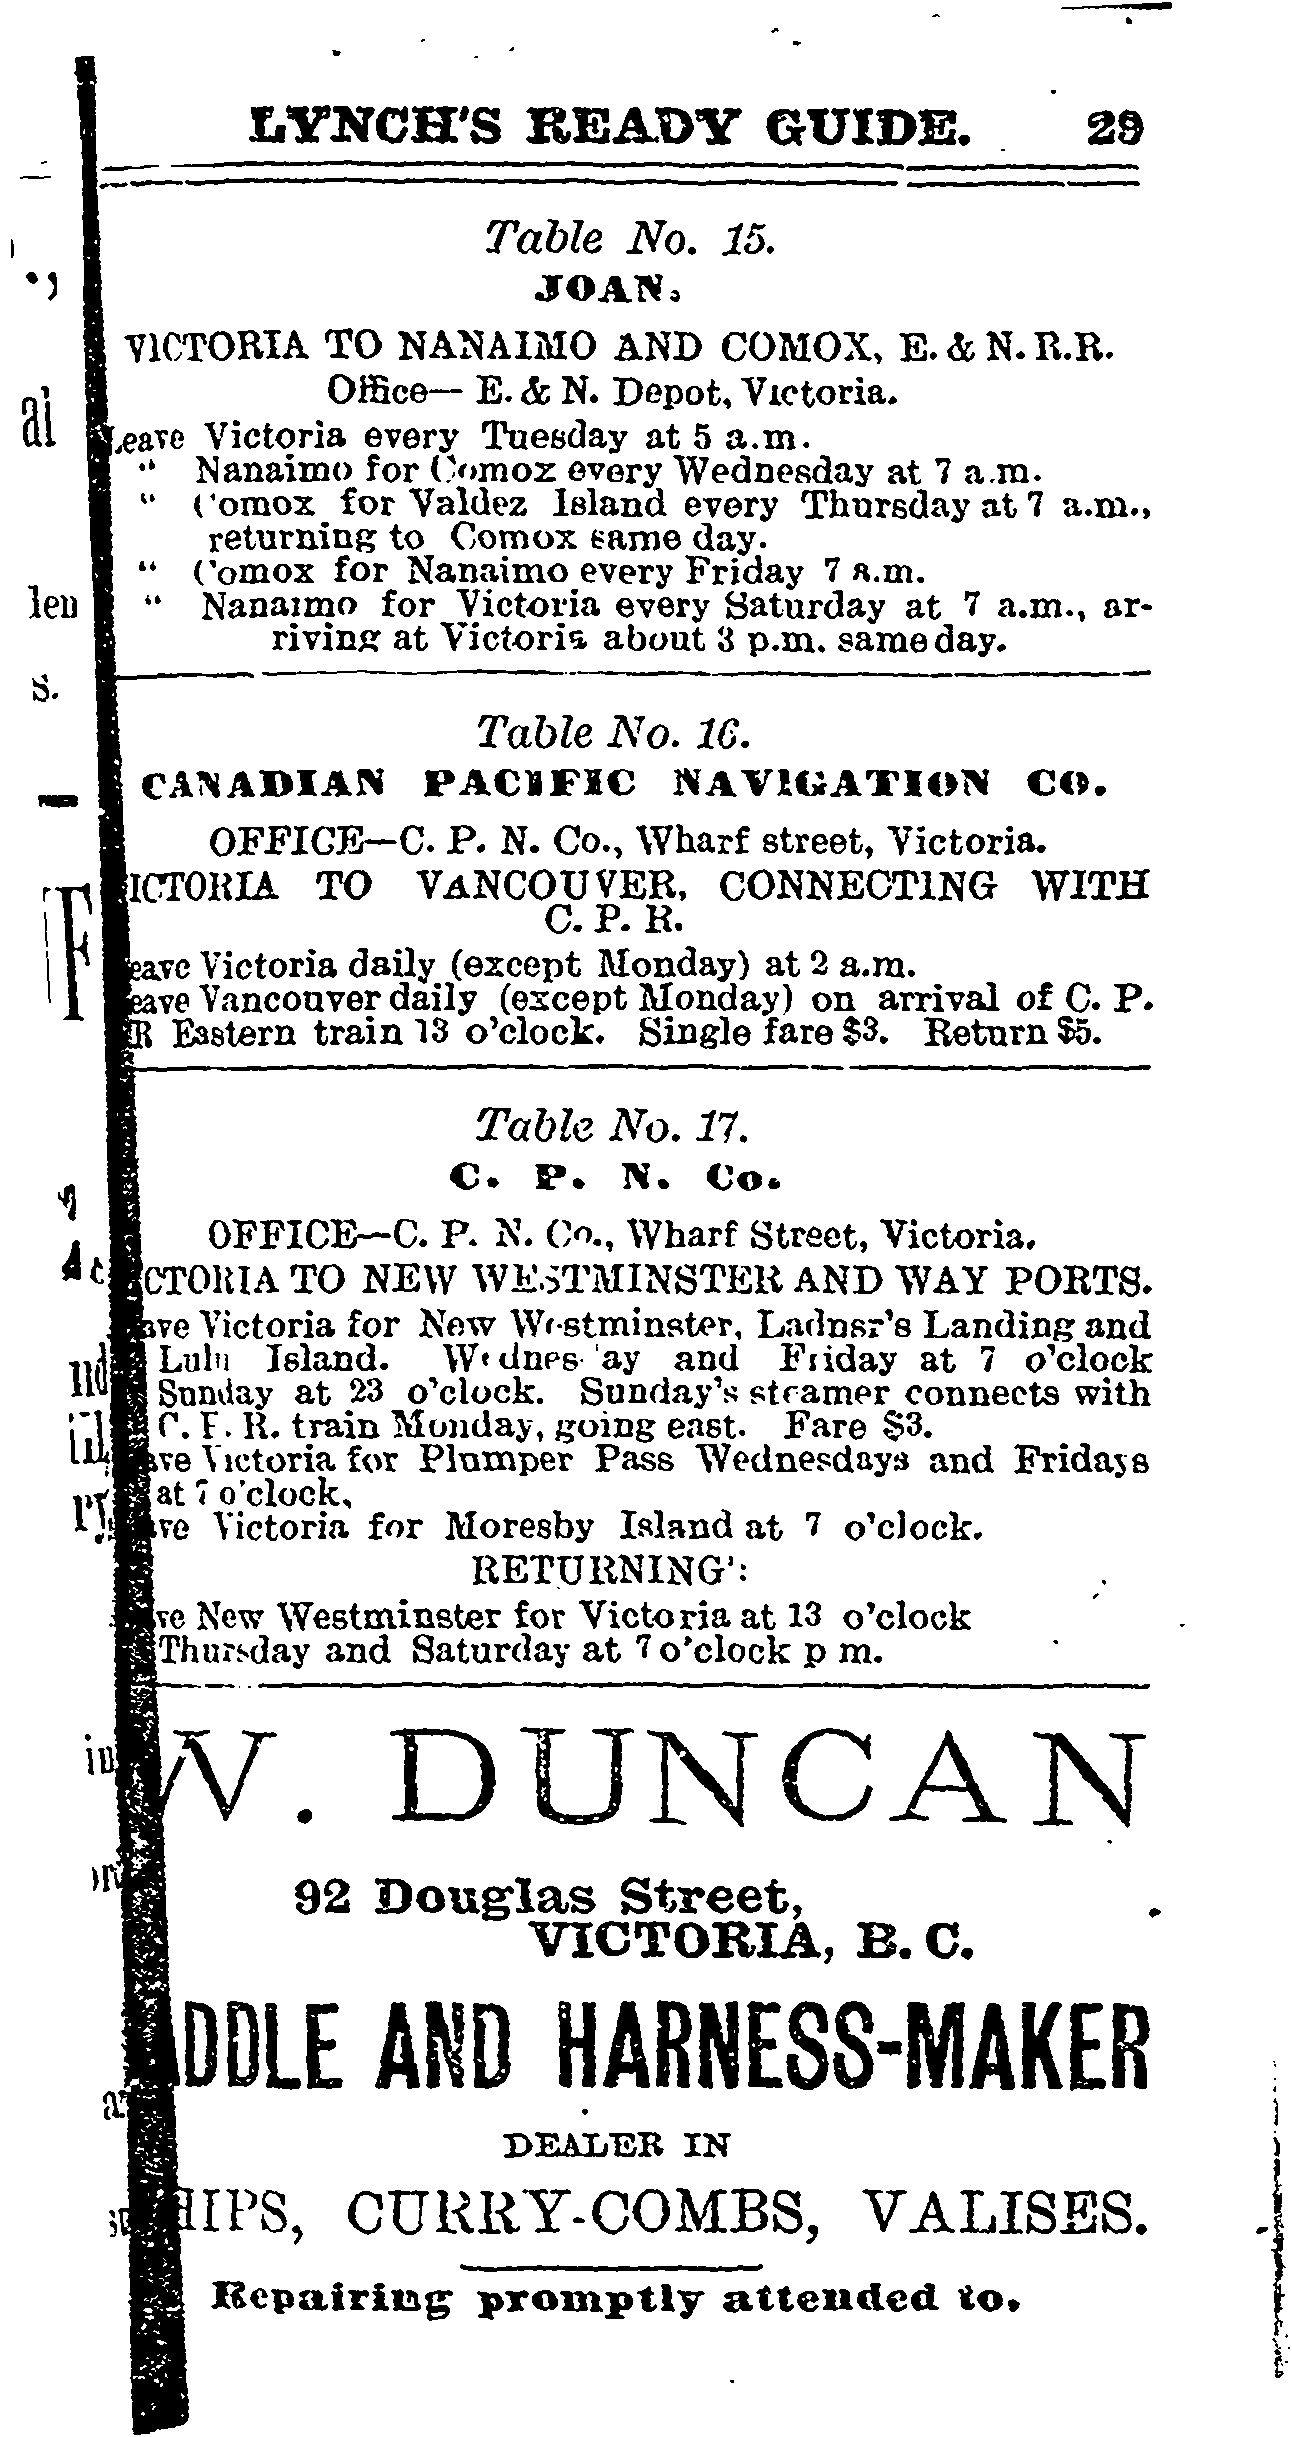 LYNCH'S READY GUIDE. 29
Table No. 15.
JOAN.
VICTORIA TO NANAIMO AND COMOX, E. & N. R.R.
Office— E. & N. Depot, Victoria.
Leave Victoria every Tuesday at 5 a.m.
" Nanaimo for Comox every Wednesday at 7 a.m.
" Comox for Valdez Island every Thursday at 7 a.m.,
returning to Comox same day.
" Comox for Nanaimo every Friday 7 a.m.
" Nanaimo for Victoria every Saturday at 7 a.m., ar-
riving at Victoria about 3 p.m. same day.
Table No. 16.
CANADIAN PACIFIC NAVIGATION CO.
OFFICE—C. P. N. Co., Wharf street, Victoria.
ICTORIA TO VANCOUVER, CONNECTING WITH
C. P. R.
eave Victoria daily (except Monday) at 2 a.m.
eave Vancouver daily (except Monday) on arrival of C. P.
R Eastern train 13 o'clock. Single fare $3. Return $5.
Table No. 17.
C. P. N. Co.
OFFICE—C. P. N. Co., Wharf Street, Victoria.
CTORIA TO NEW WESTMINSTER AND WAY PORTS.
ave Victoria for New Westminster, Ladnsr's Landing and
Lulu Island. Wednesday and Friday at 7 o'clock
Sunday at 23 o'clock. Sunday's steamer connects with
C. P. R. train Monday, going east. Fare $3.
ave Victoria for Plumper Pass Wednesdays and Fridays
at 7 o'clock,
ave Victoria for Moresby Island at 7 o'clock.
RETURNING':
ve New Westminster for Victoria at 13 o'clock
Thursday and Saturday at 7 o'clock p m.
W. DUNCAN
92 Douglas Street,
VICTORIA, B. C.
ADDLE AND HARNESS-MAKER
DEALER IN
HIPS, CURRY-COMBS, VALISES.
Repairing promptly attended to.